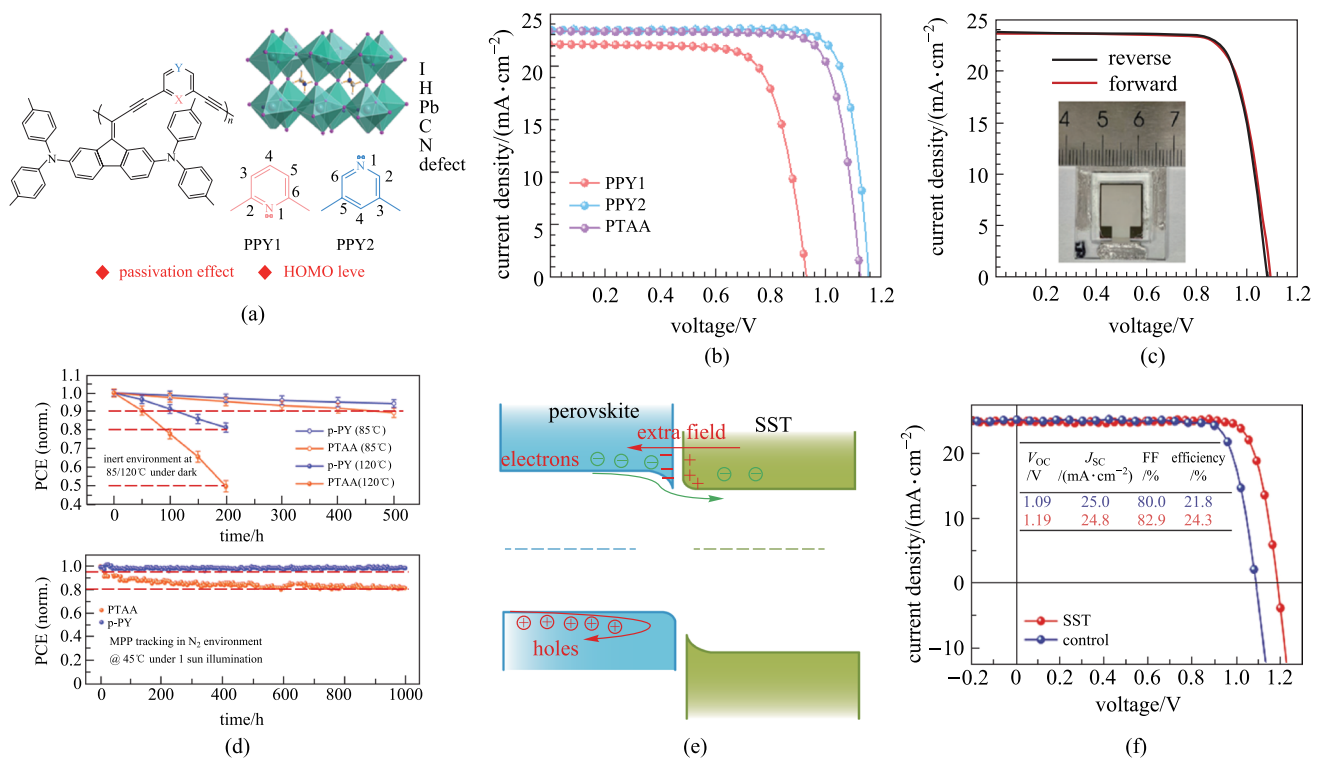 Y
X
n
N
N
I
H
Pb
C
N
defect
4
3
5
2
6
N
1
PPY1
N
1
6
2
5
3
4
PPY2
passivation effect
HOMO leve
(a)
current density/(mA·cm−2)
25
20
15
10
5
0
PPY1
PPY2
PTAA
0.2 0.4 0.6 0.8 1.0 1.2
voltage/V
(b)
current density/(mA·cm−2)
25
20
15
10
5
0
reverse
forward
4 5 6 7
0.2 0.4 0.6 0.8 1.0 1.2
voltage/V
(c)
PCE (norm.)
1.1
1.0
0.9
0.8
0.7
0.6
0.5
0.4
p-PY (85℃)
PTAA (85℃)
p-PY (120℃)
PTAA(120℃)
inert environment at
85/120℃ under dark
0 100 200 300 400 500
time/h
PCE (norm.)
1.0
0.8
0.6
0.4
0.2
0
PTAA
p-PY
MPP tracking in N2 environment
@ 45℃ under 1 sun illumination
0 200 400 600 800 1000
time/h
(d)
perovskite
SST
extra field
electrons
holes
(e)
current density/(mA·cm−2)
20
10
0
−10
VOC JSC FF efficiency
/V /(mA·cm−2) /% /%
1.09 25.0 80.0 21.8
1.19 24.8 82.9 24.3
SST
control
−0.2 0 0.2 0.4 0.6 0.8 1.0 1.2
voltage/V
(f)